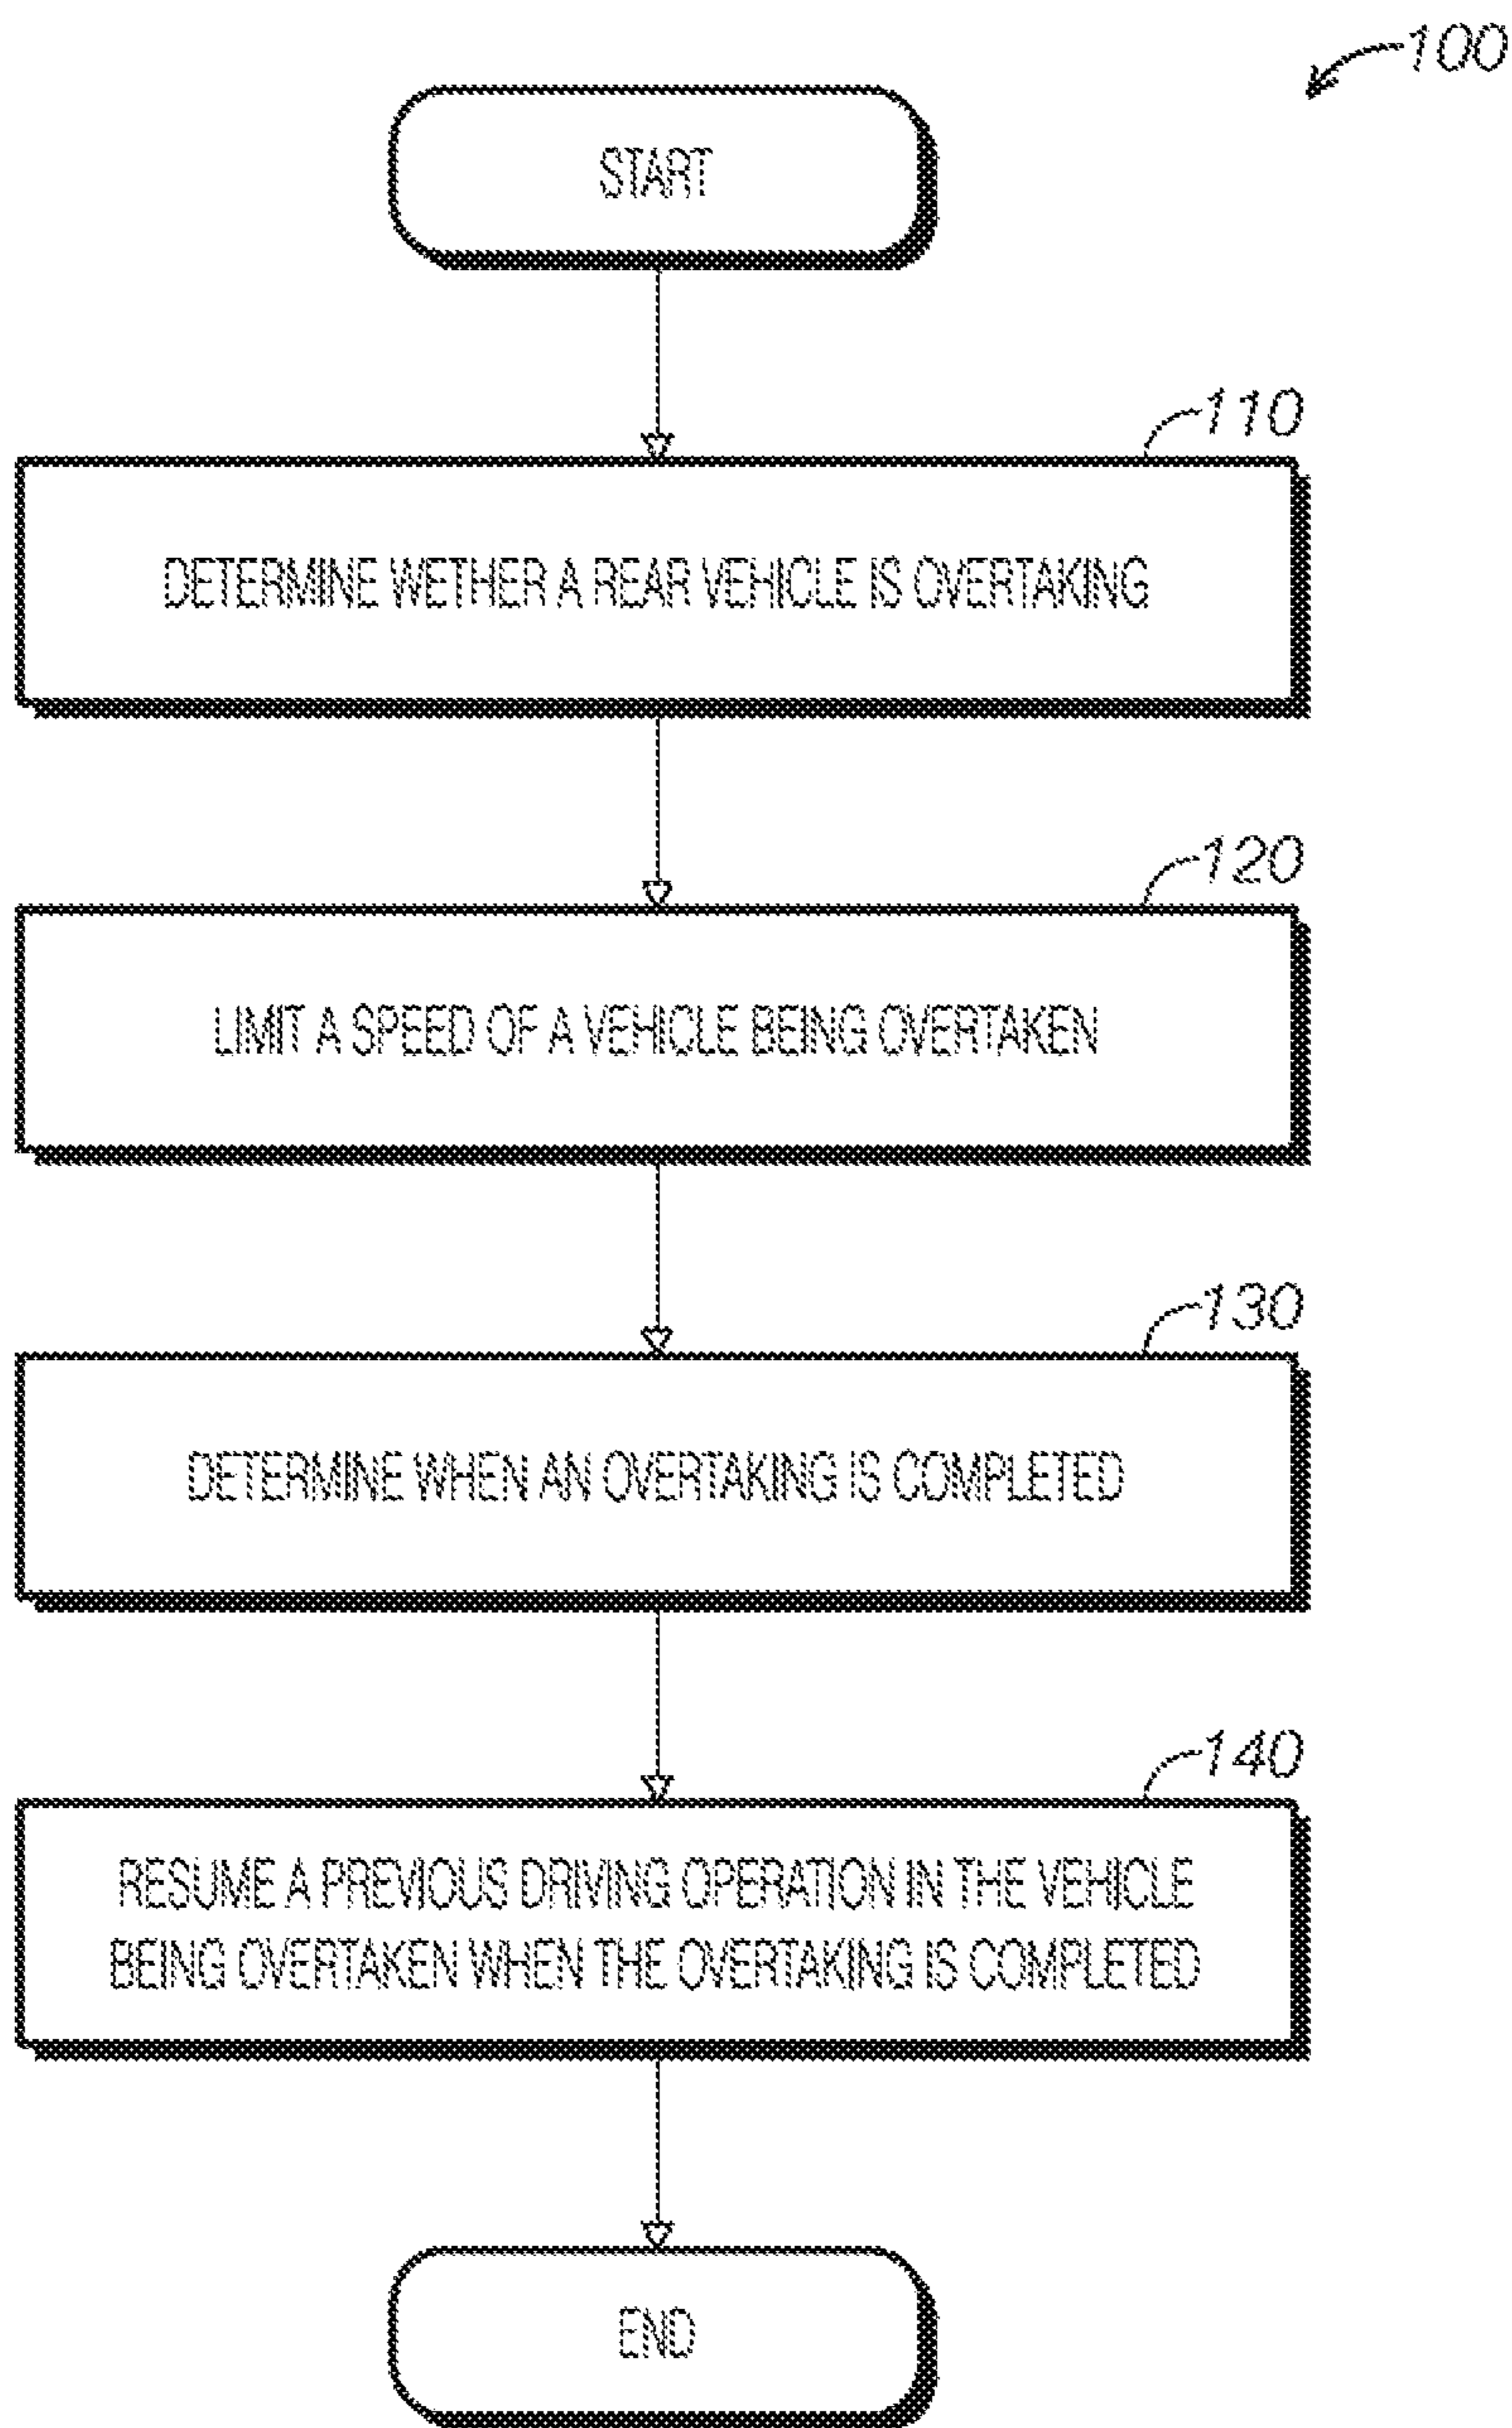 100
START
110
DETERMINE WETHER A REAR VEHICLE IS OVERTAKING
120
LIMIT A SPEED OF A VEHICLE BEING OVERTAKEN
130
DETERMINE WHEN AN OVERTAKING IS COMPLETED
140
RESUME A PREVIOUS DRIVING OPERATION IN THE VEHICLE
BEING OVERTAKEN WHEN THE OVERTAKING IS COMPLETED
END